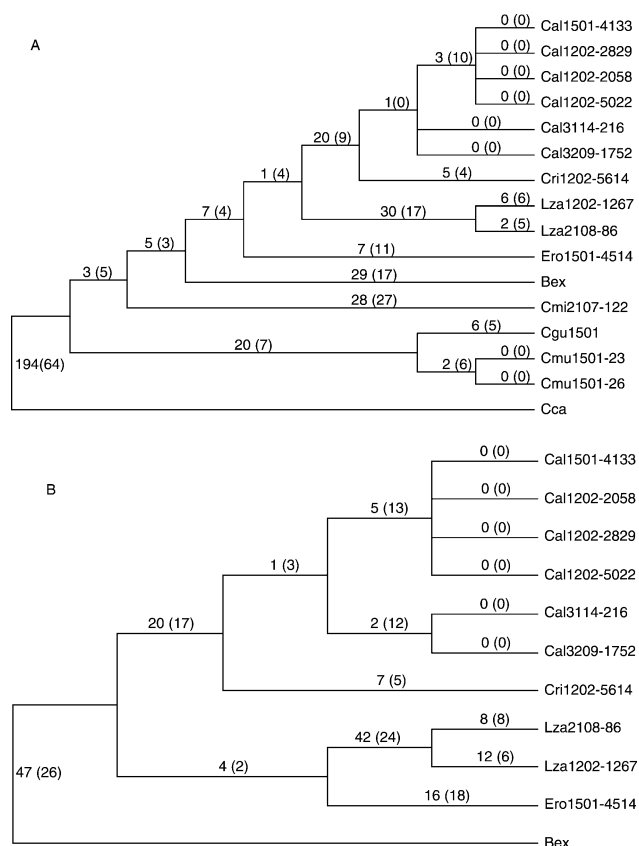 A
0 (0)
Cal1501-4133
0 (0)
Cal1202-2829
3 (10)
0 (0)
Cal1202-2058
0 (0)
Cal1202-5022
1(0)
0 (0)
Cal3114-216
0 (0)
Cal3209-1752
20 (9)
5 (4)
Cri1202-5614
1 (4)
6 (6)
Lza1202-1267
30 (17)
2 (5)
Lza2108-86
7 (4)
7 (11)
Ero1501-4514
5 (3)
29 (17)
Bex
3 (5)
28 (27)
Cmi2107-122
6 (5)
Cgu1501
20 (7)
0 (0)
Cmu1501-23
2 (6)
0 (0)
Cmu1501-26
194(64)
Cca
B
0 (0)
Cal1501-4133
0 (0)
Cal1202-2058
5 (13)
0 (0)
Cal1202-2829
0 (0)
Cal1202-5022
1 (3)
0 (0)
Cal3114-216
2 (12)
0 (0)
Cal3209-1752
20 (17)
7 (5)
Cri1202-5614
8 (8)
Lza2108-86
42 (24)
12 (6)
Lza1202-1267
4 (2)
16 (18)
Ero1501-4514
47 (26)
Bex